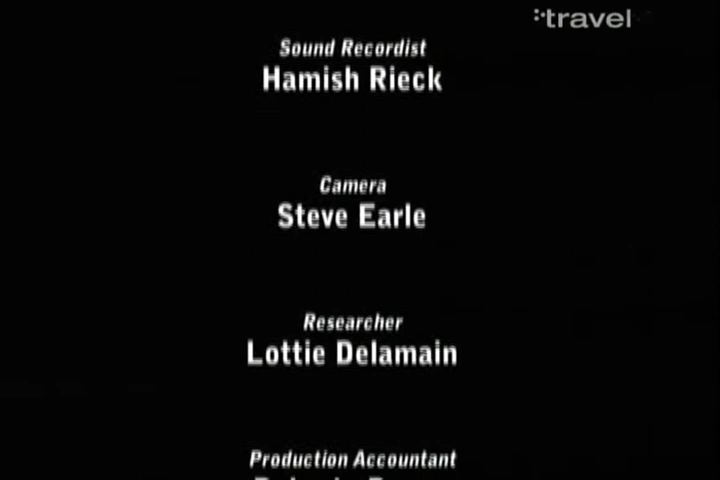 :·travel
Sound Recordist
Hamish Rieck
Camera
Steve Earle
Researcher
Lottie Delamain
Production Accountant